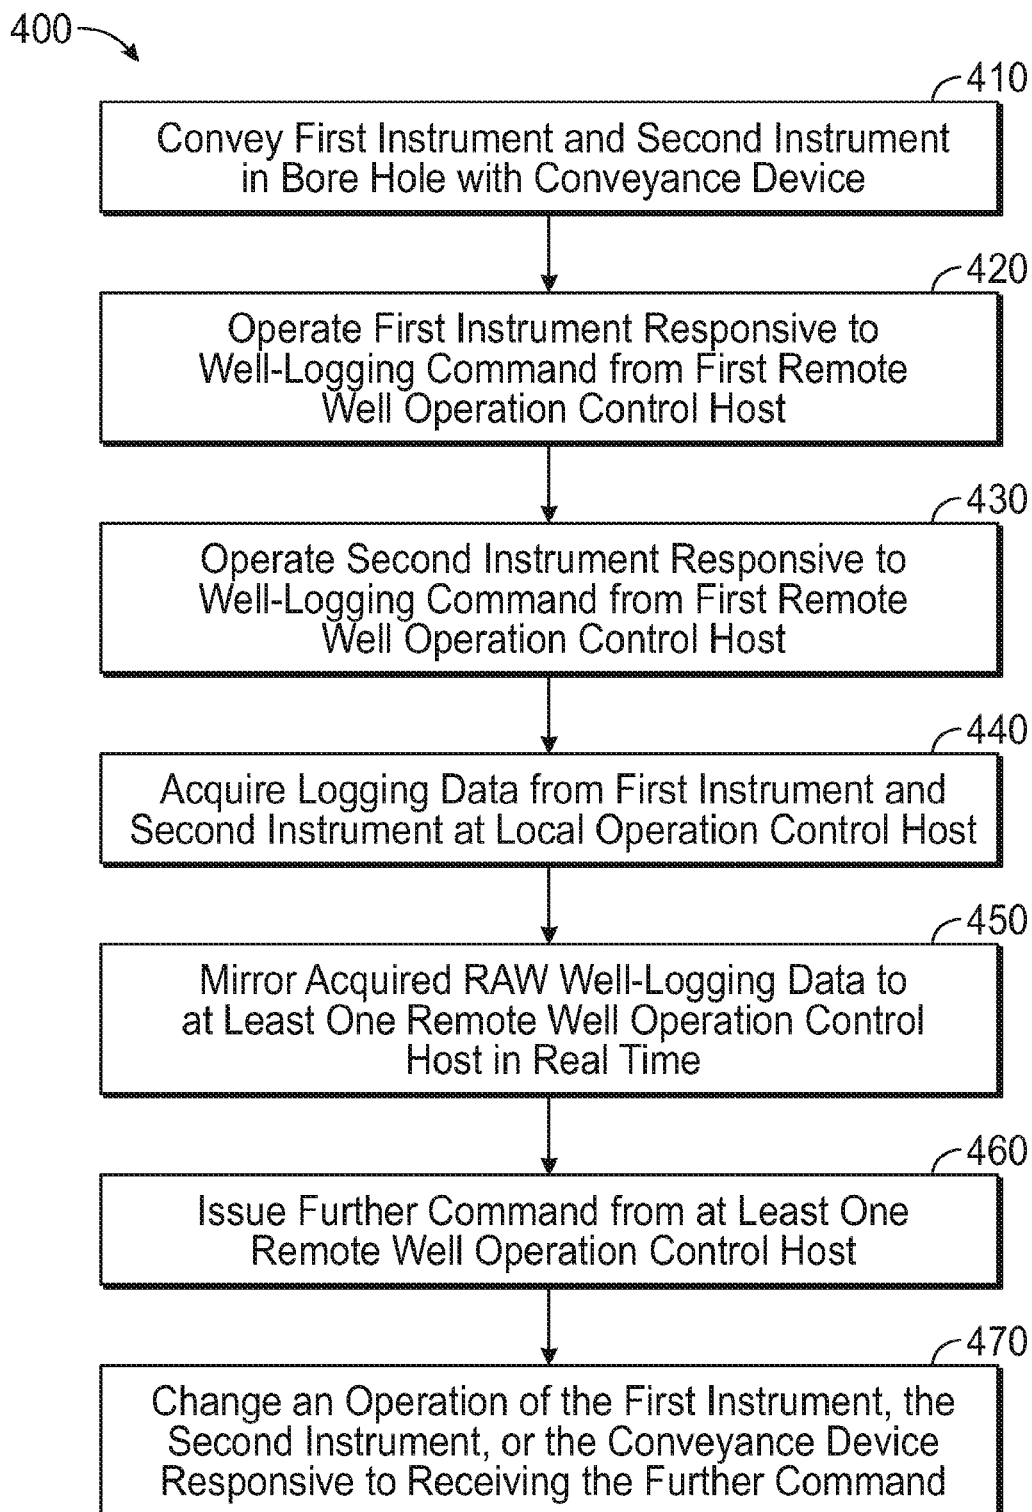 400
410
Convey First Instrument and Second Instrument
in Bore Hole with Conveyance Device
420
Operate First Instrument Responsive to
Well-Logging Command from First Remote
Well Operation Control Host
430
Operate Second Instrument Responsive to
Well-Logging Command from First Remote
Well Operation Control Host
440
Acquire Logging Data from First Instrument and
Second Instrument at Local Operation Control Host
450
Mirror Acquired RAW Well-Logging Data to
at Least One Remote Well Operation Control
Host in Real Time
460
Issue Further Command from at Least One
Remote Well Operation Control Host
470
Change an Operation of the First Instrument, the
Second Instrument, or the Conveyance Device
Responsive to Receiving the Further Command